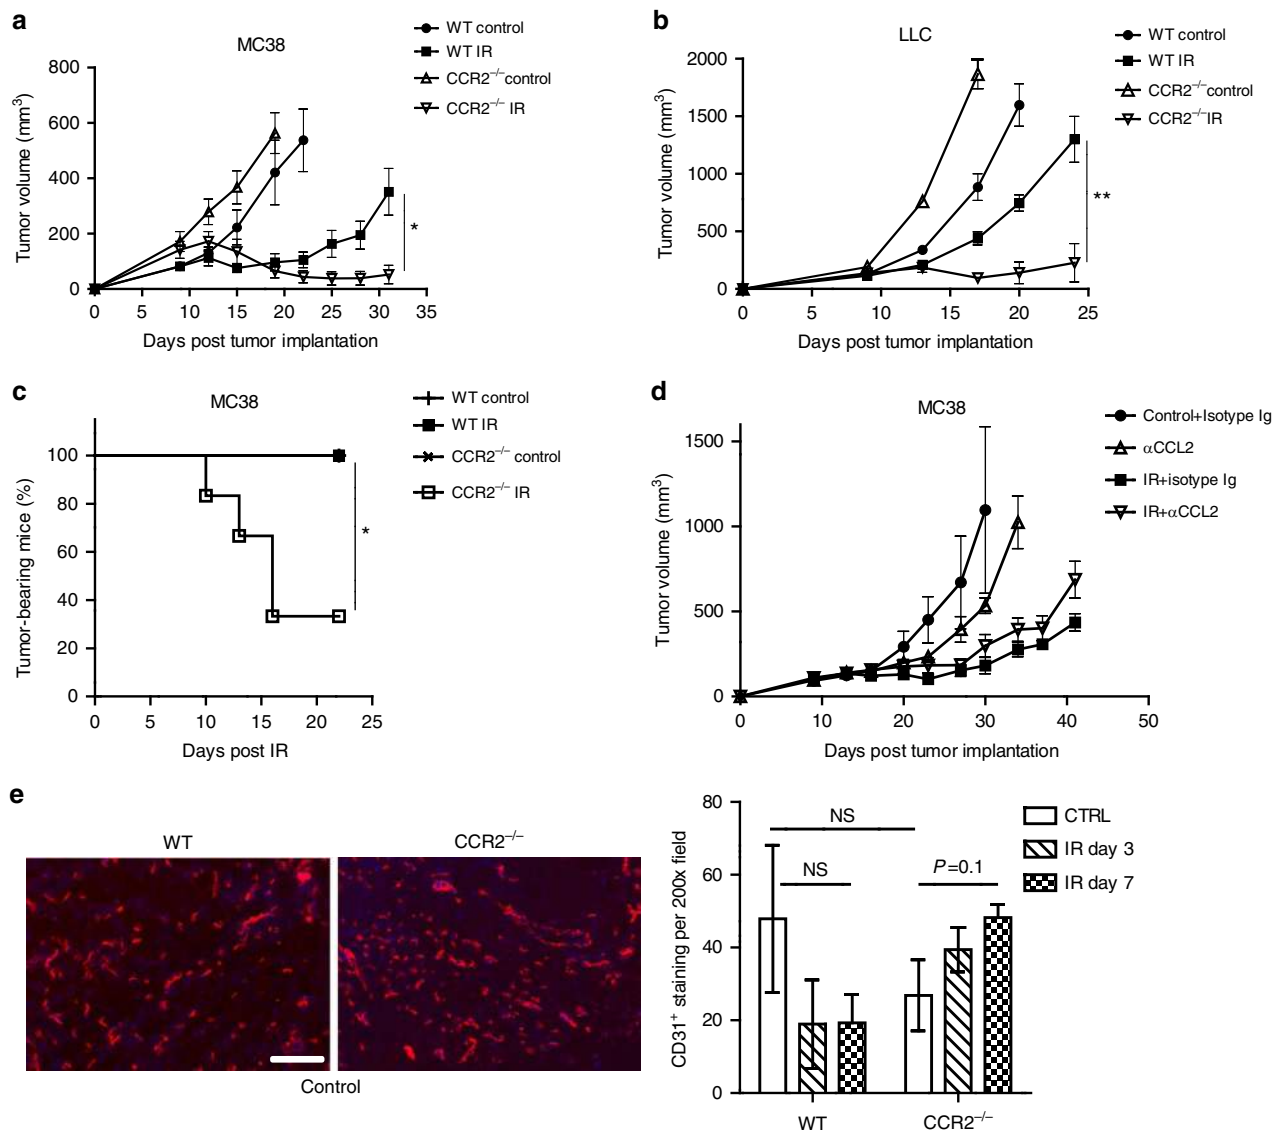 a
MC38
WT control
WT IR
CCR2⁻/⁻control
CCR2⁻/⁻ IR
Tumor volume (mm³)
800
600
400
200
0
*
0 5 10 15 20 25 30 35
Days post tumor implantation
b
LLC
WT control
WT IR
CCR2⁻/⁻control
CCR2⁻/⁻IR
Tumor volume (mm³)
2000
1500
1000
500
0
**
0 5 10 15 20 25
Days post tumor implantation
c
MC38
WT control
WT IR
CCR2⁻/⁻ control
CCR2⁻/⁻ IR
Tumor-bearing mice (%)
100
80
60
40
20
0
*
0 5 10 15 20 25
Days post IR
d
MC38
Control+Isotype Ig
αCCL2
IR+isotype Ig
IR+αCCL2
Tumor volume (mm³)
1500
1000
500
0
0 10 20 30 40 50
Days post tumor implantation
e
WT
CCR2⁻/⁻
Control
CD31⁺ staining per 200x field
80
60
40
20
0
NS
NS
P=0.1
CTRL
IR day 3
IR day 7
WT
CCR2⁻/⁻